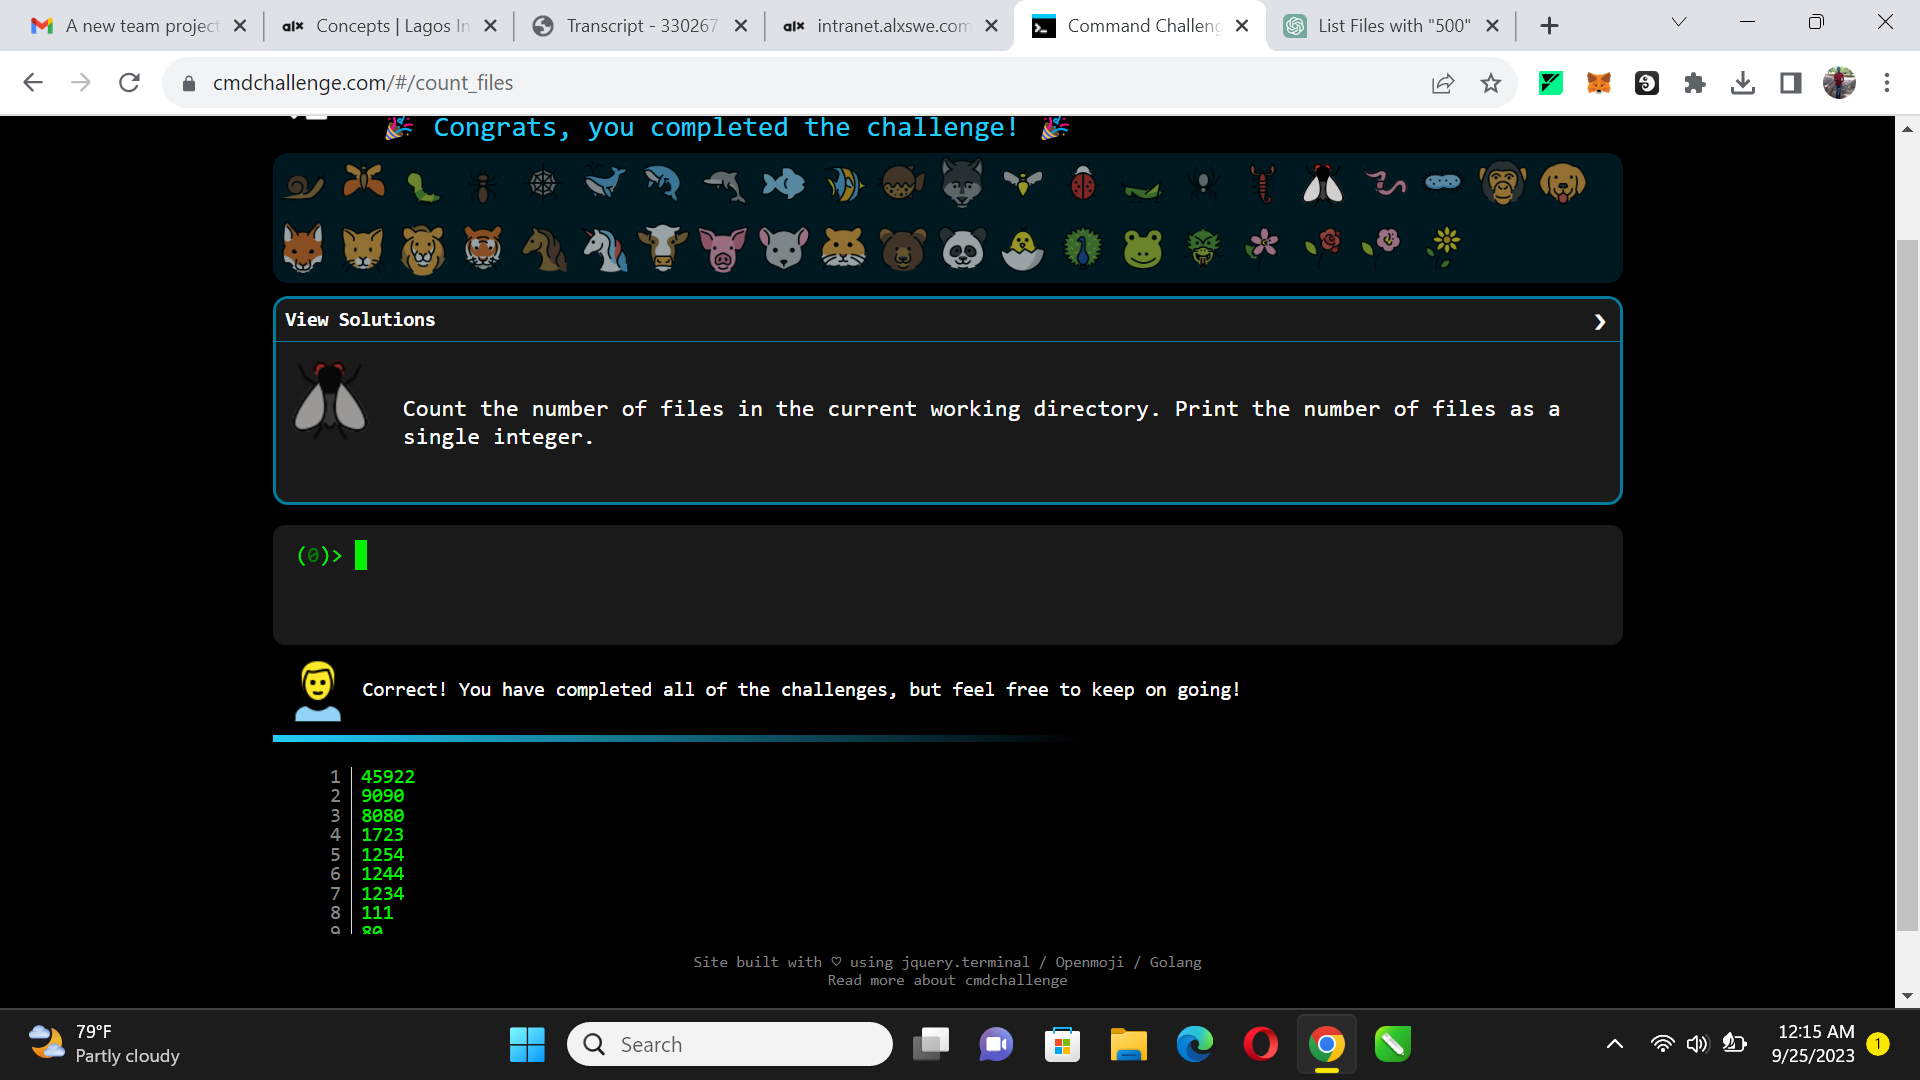 A new team project
alx Concepts | Lagos In
Transcript - 330267
alx intranet.alxswe.com
Command Challeng
List Files with "500"
cmdchallenge.com/#/count_files
Congrats, you completed the challenge!
View Solutions
Count the number of files in the current working directory. Print the number of files as a
single integer.
(0)>
Correct! You have completed all of the challenges, but feel free to keep on going!
1 45922
2 9090
3 8080
4 1723
5 1254
6 1244
7 1234
8 111
9 80
Site built with ♡ using jquery.terminal / Openmoji / Golang
Read more about cmdchallenge
79°F
Partly cloudy
Search
12:15 AM
9/25/2023
1